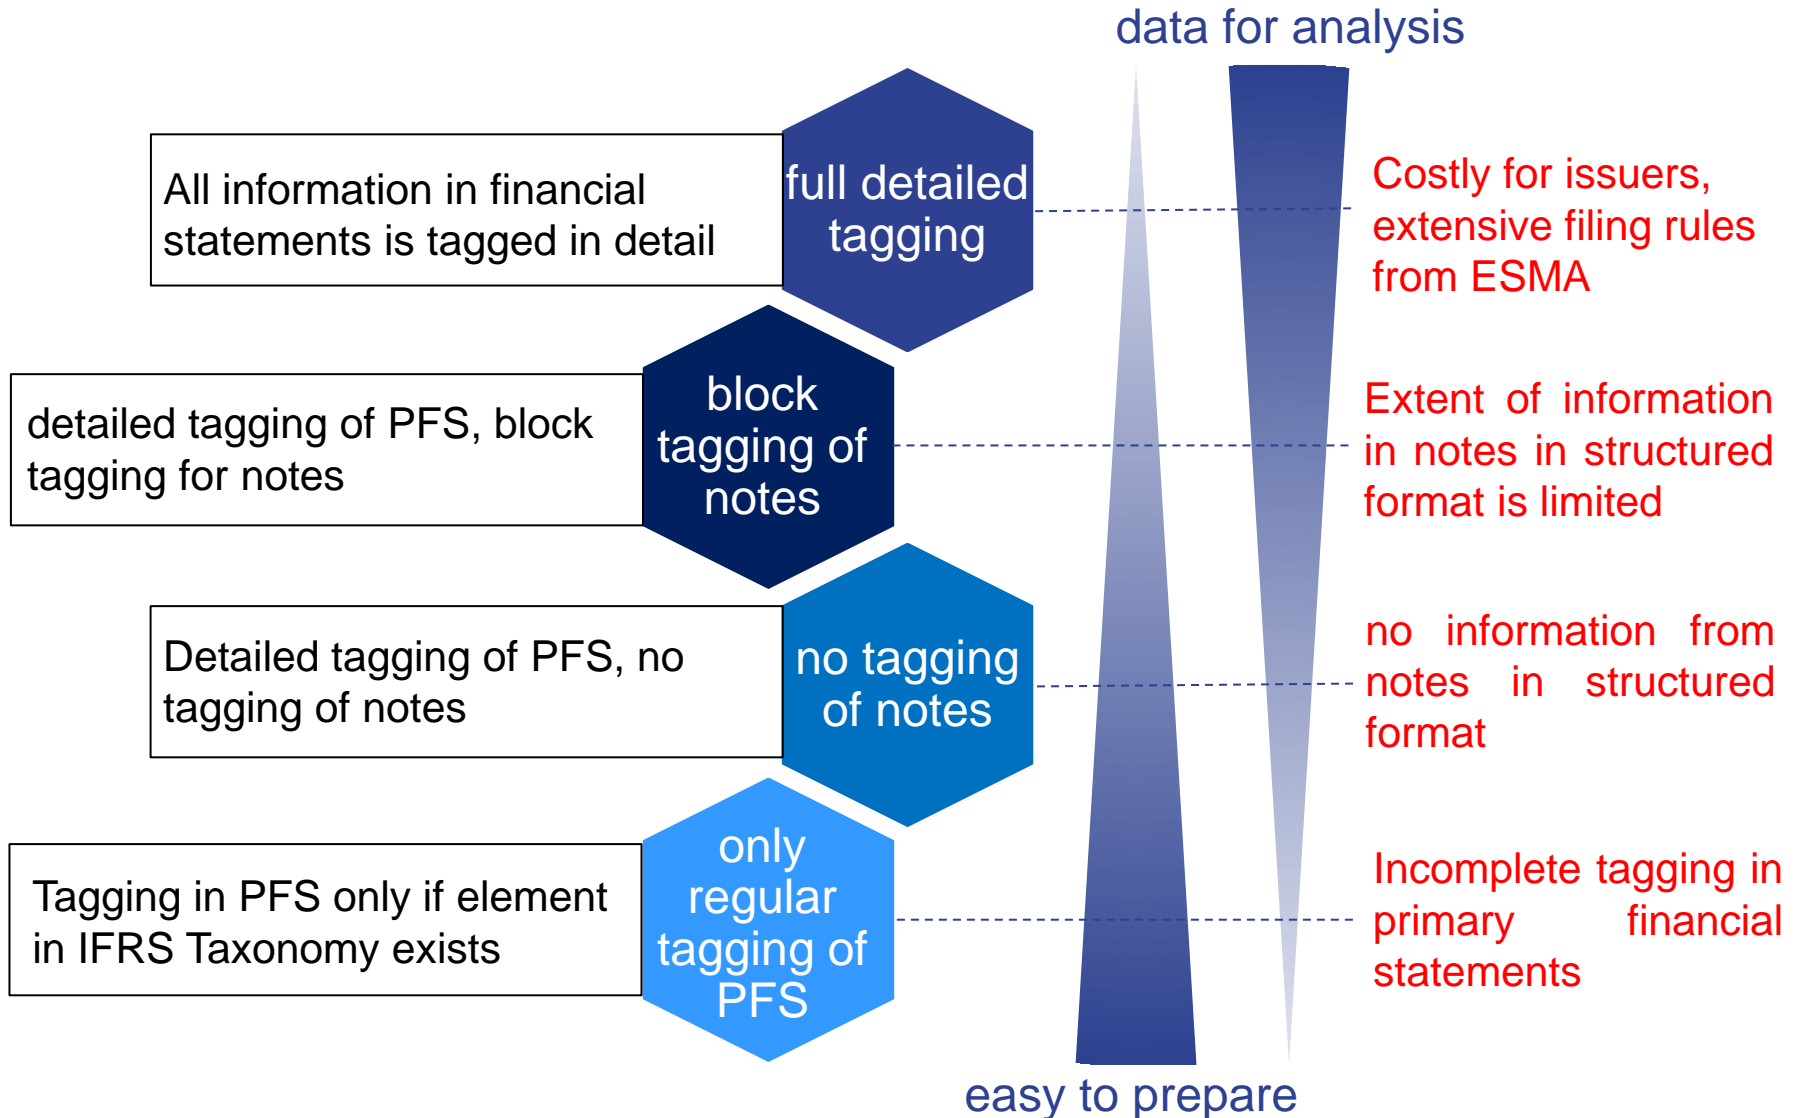 data for analysis
All information in financial
statements is tagged in detail
full detailed
tagging
Costly for issuers,
extensive filing rules
from ESMA
detailed tagging of PFS, block
tagging for notes
block
tagging of
notes
Extent of information
in notes in structured
format is limited
Detailed tagging of PFS, no
tagging of notes
no tagging
of notes
no information from
notes in structured
format
Tagging in PFS only if element
in IFRS Taxonomy exists
only
regular
tagging of
PFS
Incomplete tagging in
primary financial
statements
easy to prepare